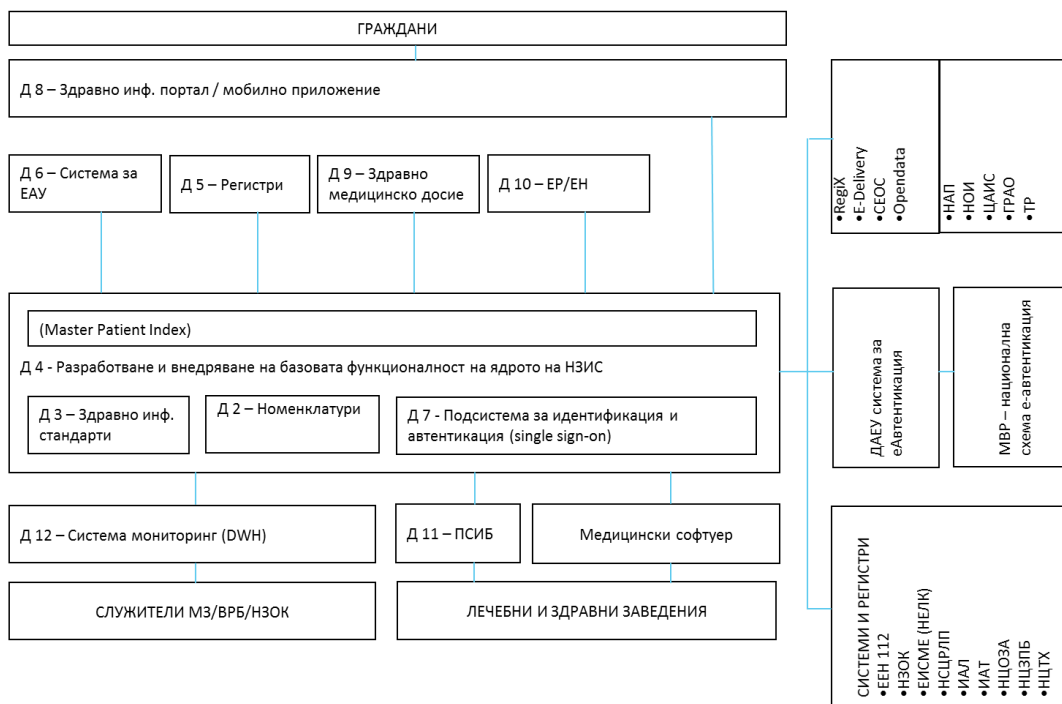 ГРАЖДАНИ
Д 8 – Здравно инф. портал / мобилно приложение
Д 6 – Система за
ЕАУ
Д 5 – Регистри
Д 9 – Здравно
медицинско досие
Д 10 – ЕР/ЕН
(Master Patient Index)
Д 4 - Разработване и внедряване на базовата функционалност на ядрото на НЗИС
Д 3 – Здравно инф.
стандарти
Д 2 – Номенклатури
Д 7 - Подсистема за идентификация и
автентикация (single sign-on)
Д 12 – Система мониторинг (DWH)
Д 11 – ПСИБ
Медицински софтуер
СЛУЖИТЕЛИ МЗ/ВРБ/НЗОК
ЛЕЧЕБНИ И ЗДРАВНИ ЗАВЕДЕНИЯ
•RegiX
•E-Delivery
•СЕОС
•Opendata
•НАП
•НОИ
•ЦАИС
•ГРАО
•ТР
ДАЕУ система за
еАвтентикация
МВР – национална
схема е-автентикация
СИСТЕМИ И РЕГИСТРИ
•ЕЕН 112
•НЗОК
•ЕИСМЕ (НЕЛК)
•НСЦРЛП
•ИАЛ
•ИАТ
•НЦОЗА
•НЦЗПБ
•НЦТХ